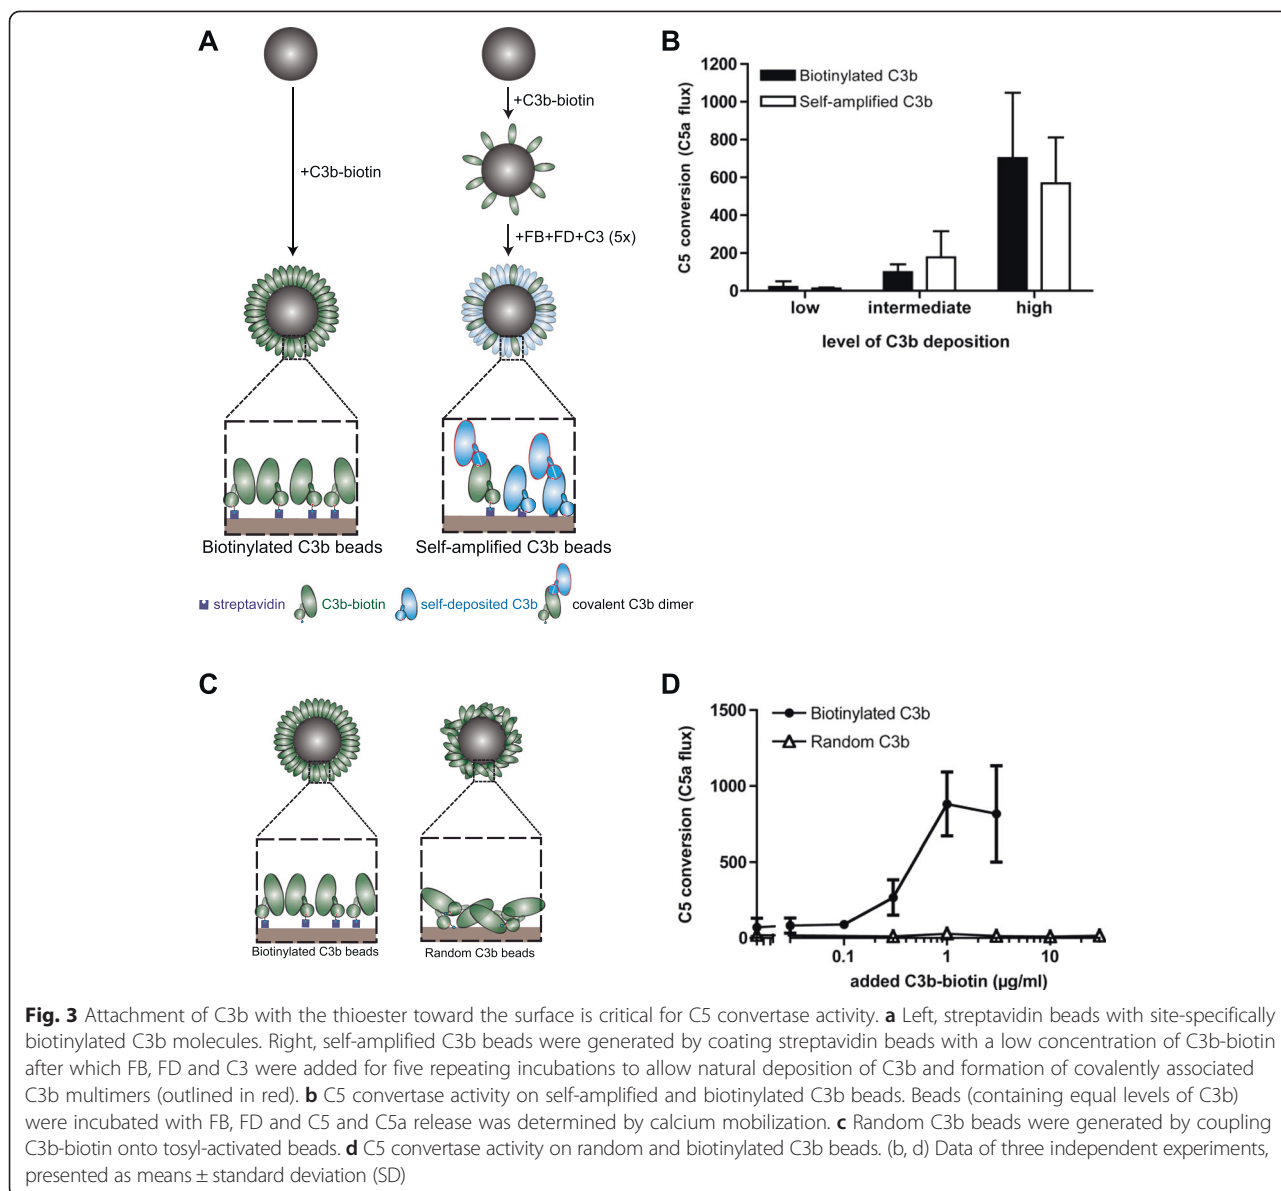 A
+C3b-biotin
+C3b-biotin
+FB+FD+C3 (5x)
Biotinylated C3b beads
Self-amplified C3b beads
streptavidin
C3b-biotin
self-deposited C3b
covalent C3b dimer
B
Biotinylated C3b
Self-amplified C3b
C5 conversion (C5a flux)
1200
1000
800
600
400
200
0
low intermediate high
level of C3b deposition
C
Biotinylated C3b beads
Random C3b beads
D
Biotinylated C3b
Random C3b
C5 conversion (C5a flux)
1500
1000
500
0
0.1 1 10
added C3b-biotin (µg/ml)
Fig. 3 Attachment of C3b with the thioester toward the surface is critical for C5 convertase activity. a Left, streptavidin beads with site-specifically
biotinylated C3b molecules. Right, self-amplified C3b beads were generated by coating streptavidin beads with a low concentration of C3b-biotin
after which FB, FD and C3 were added for five repeating incubations to allow natural deposition of C3b and formation of covalently associated
C3b multimers (outlined in red). b C5 convertase activity on self-amplified and biotinylated C3b beads. Beads (containing equal levels of C3b)
were incubated with FB, FD and C5 and C5a release was determined by calcium mobilization. c Random C3b beads were generated by coupling
C3b-biotin onto tosyl-activated beads. d C5 convertase activity on random and biotinylated C3b beads. (b, d) Data of three independent experiments,
presented as means ± standard deviation (SD)